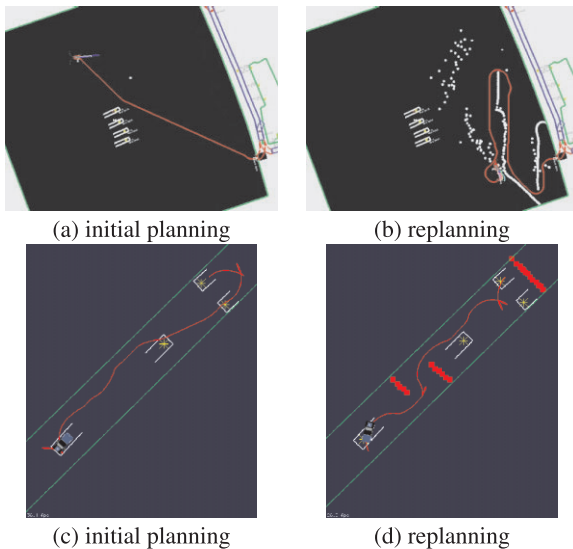 (a) initial planning
(b) replanning
(c) initial planning
(d) replanning